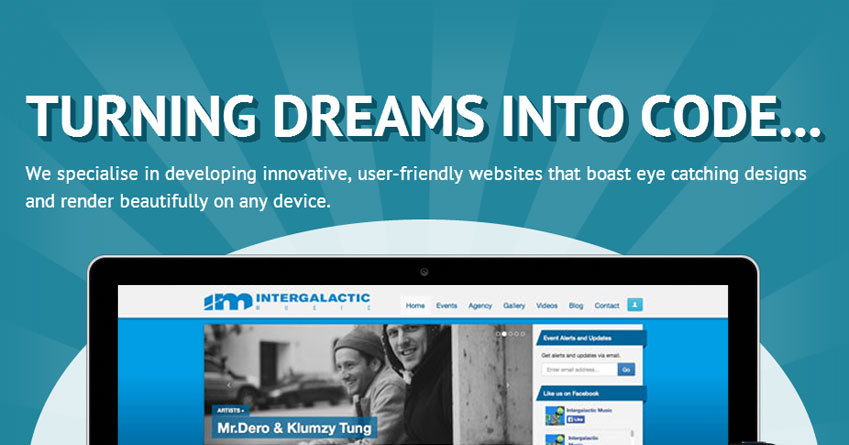 TURNING DREAMS INTO CODE...
We specialise in developing innovative, user-friendly websites that boast eye catching designs
and render beautifully on any device.
im INTERGALACTIC
MUSIC
Home Events Agency Gallery Videos Blog Contact
Event Alerts and Updates
Get alerts and updates via email.
Enter email address... Go
Like us on Facebook
Intergalactic Music
Like
ARTISTS »
Mr.Dero & Klumzy Tung